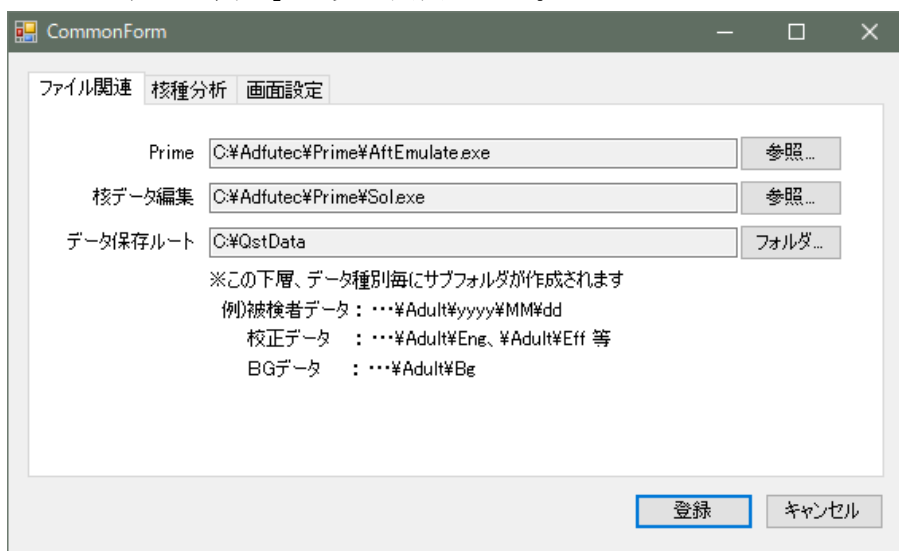 CommonForm
ファイル関連 核種分析 画面設定
Prime C:¥Adfutec¥Prime¥AftEmulate.exe 参照...
核データ編集 C:¥Adfutec¥Prime¥Sol.exe 参照...
データ保存ルート C:¥QstData フォルダ...
※この下層、データ種別毎にサブフォルダが作成されます
例)被検者データ：・・・¥Adult¥yyyy¥MM¥dd
校正データ ：・・・¥Adult¥Eng、¥Adult¥Eff 等
BGデータ ：・・・¥Adult¥Bg
登録 キャンセル